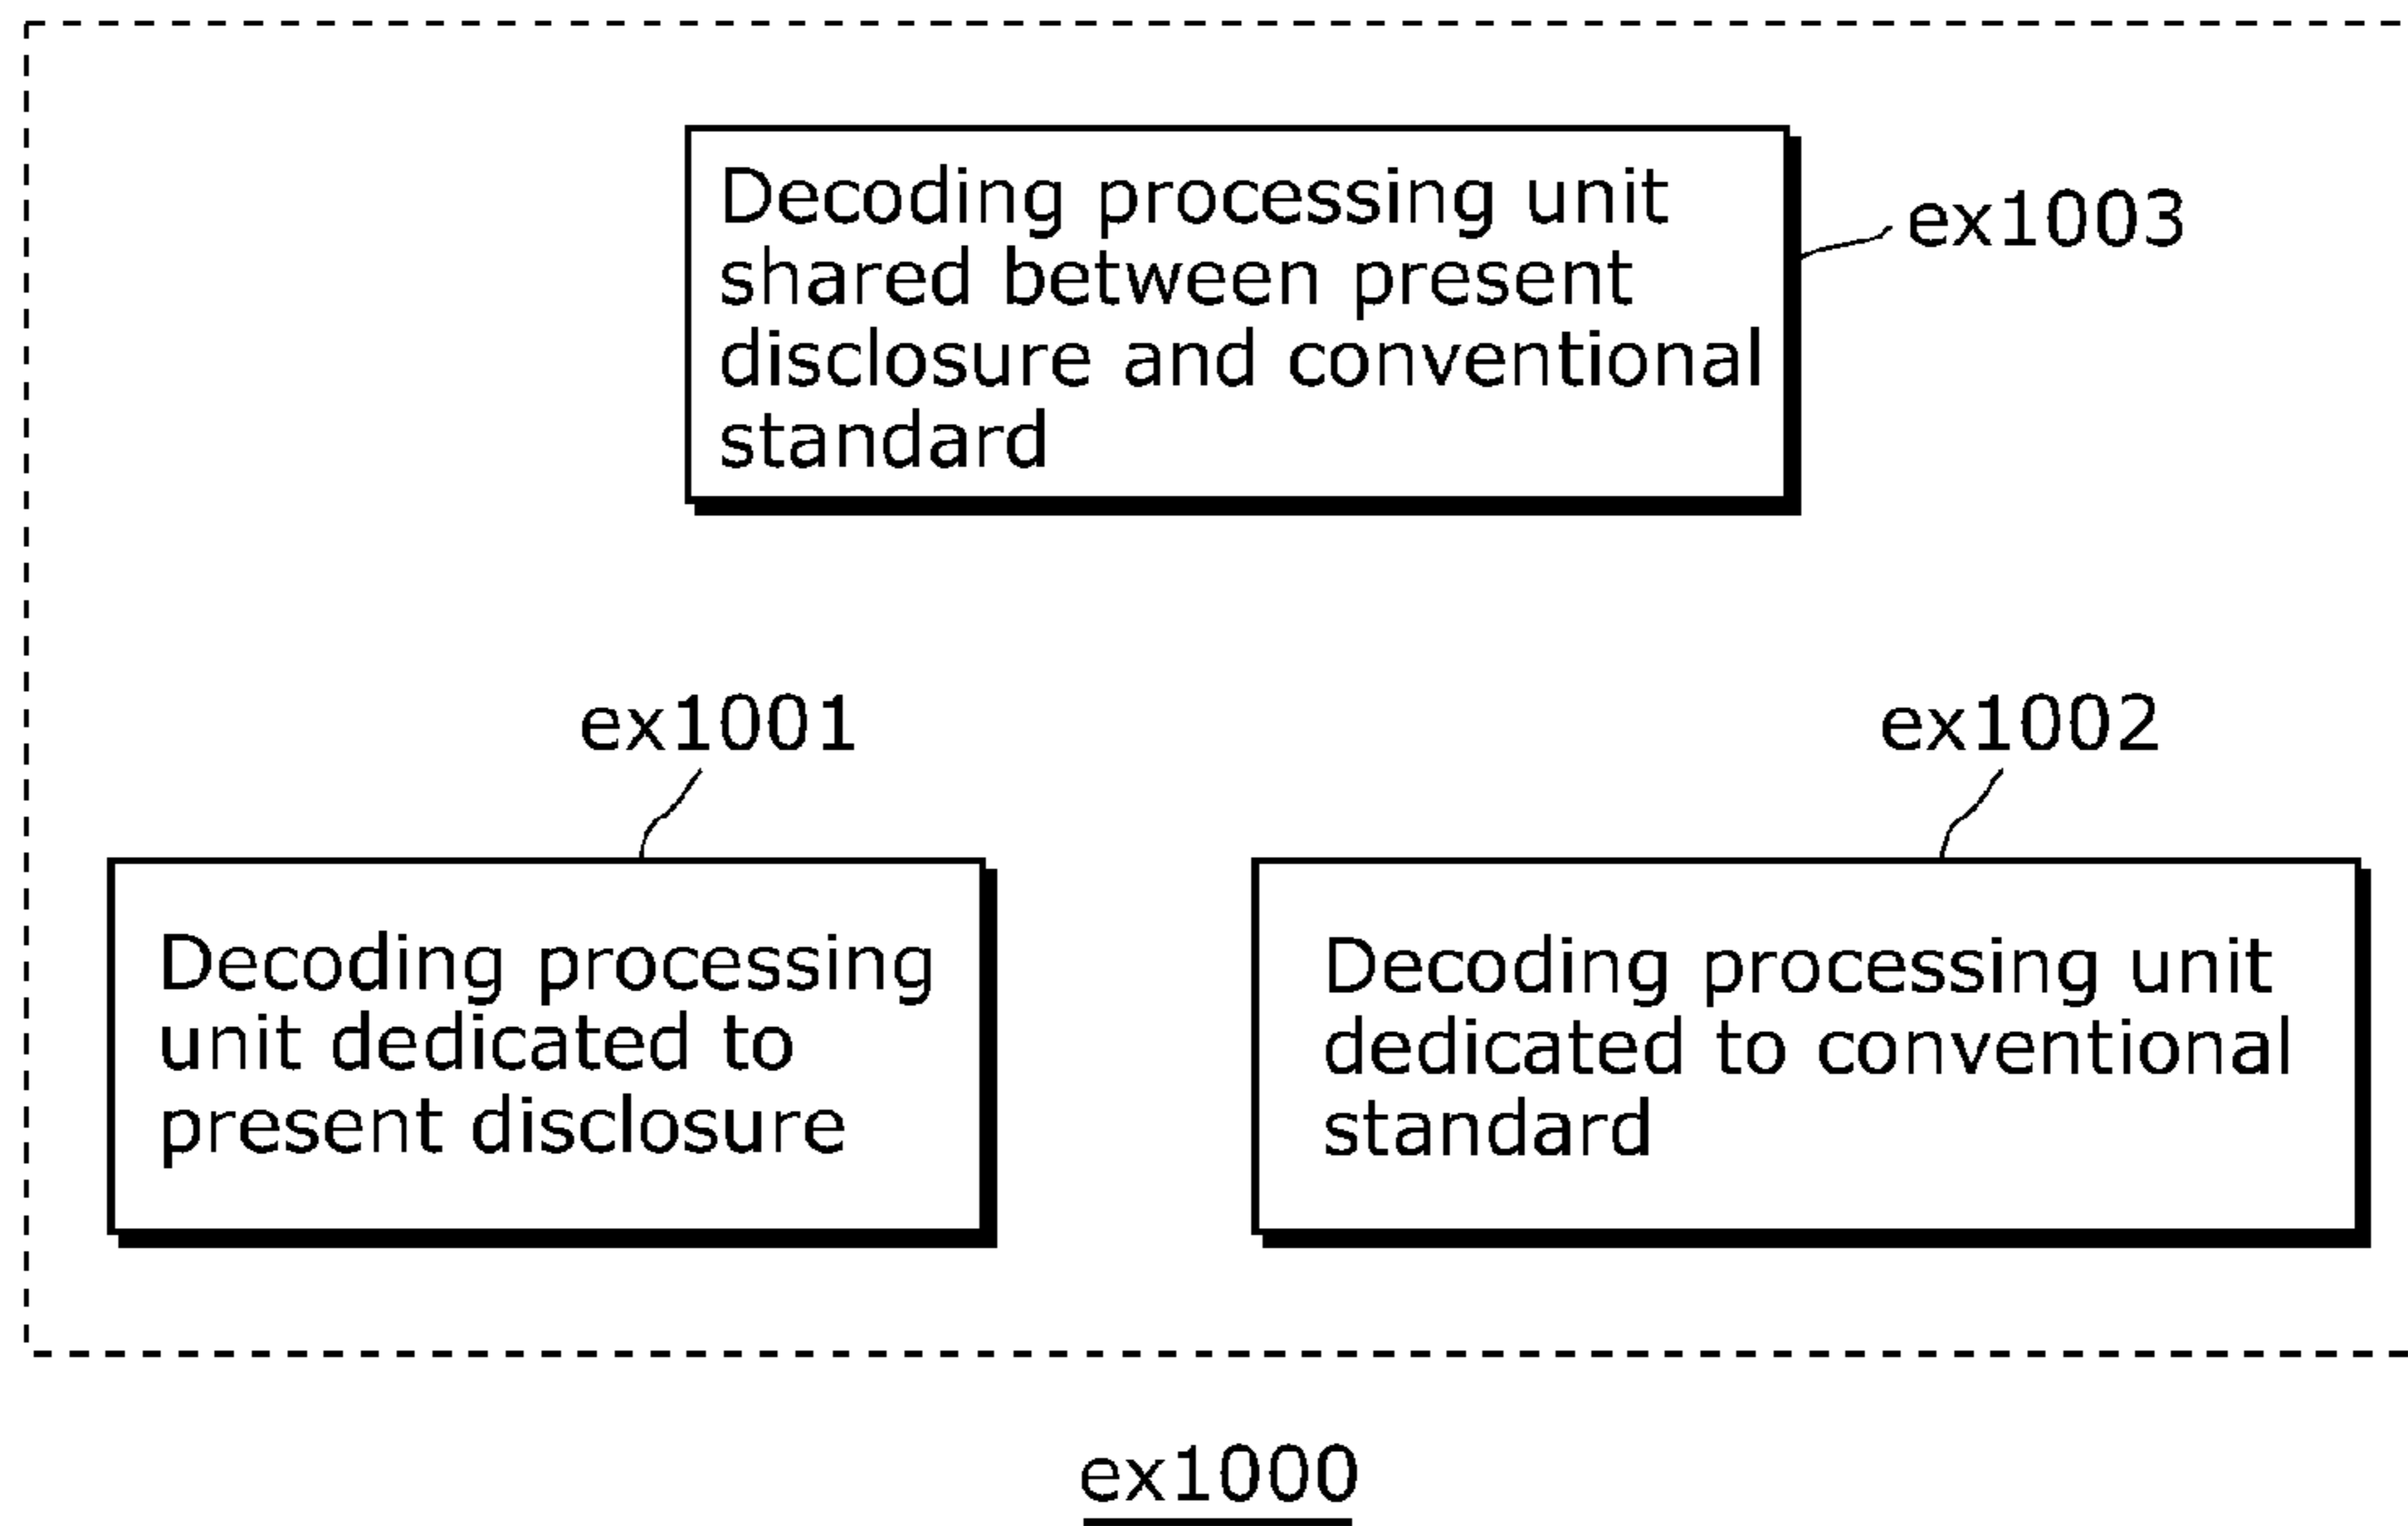 Decoding processing unit
shared between present
disclosure and conventional
standard
ex1003
ex1001
ex1002
Decoding processing
unit dedicated to
present disclosure
Decoding processing unit
dedicated to conventional
standard
ex1000